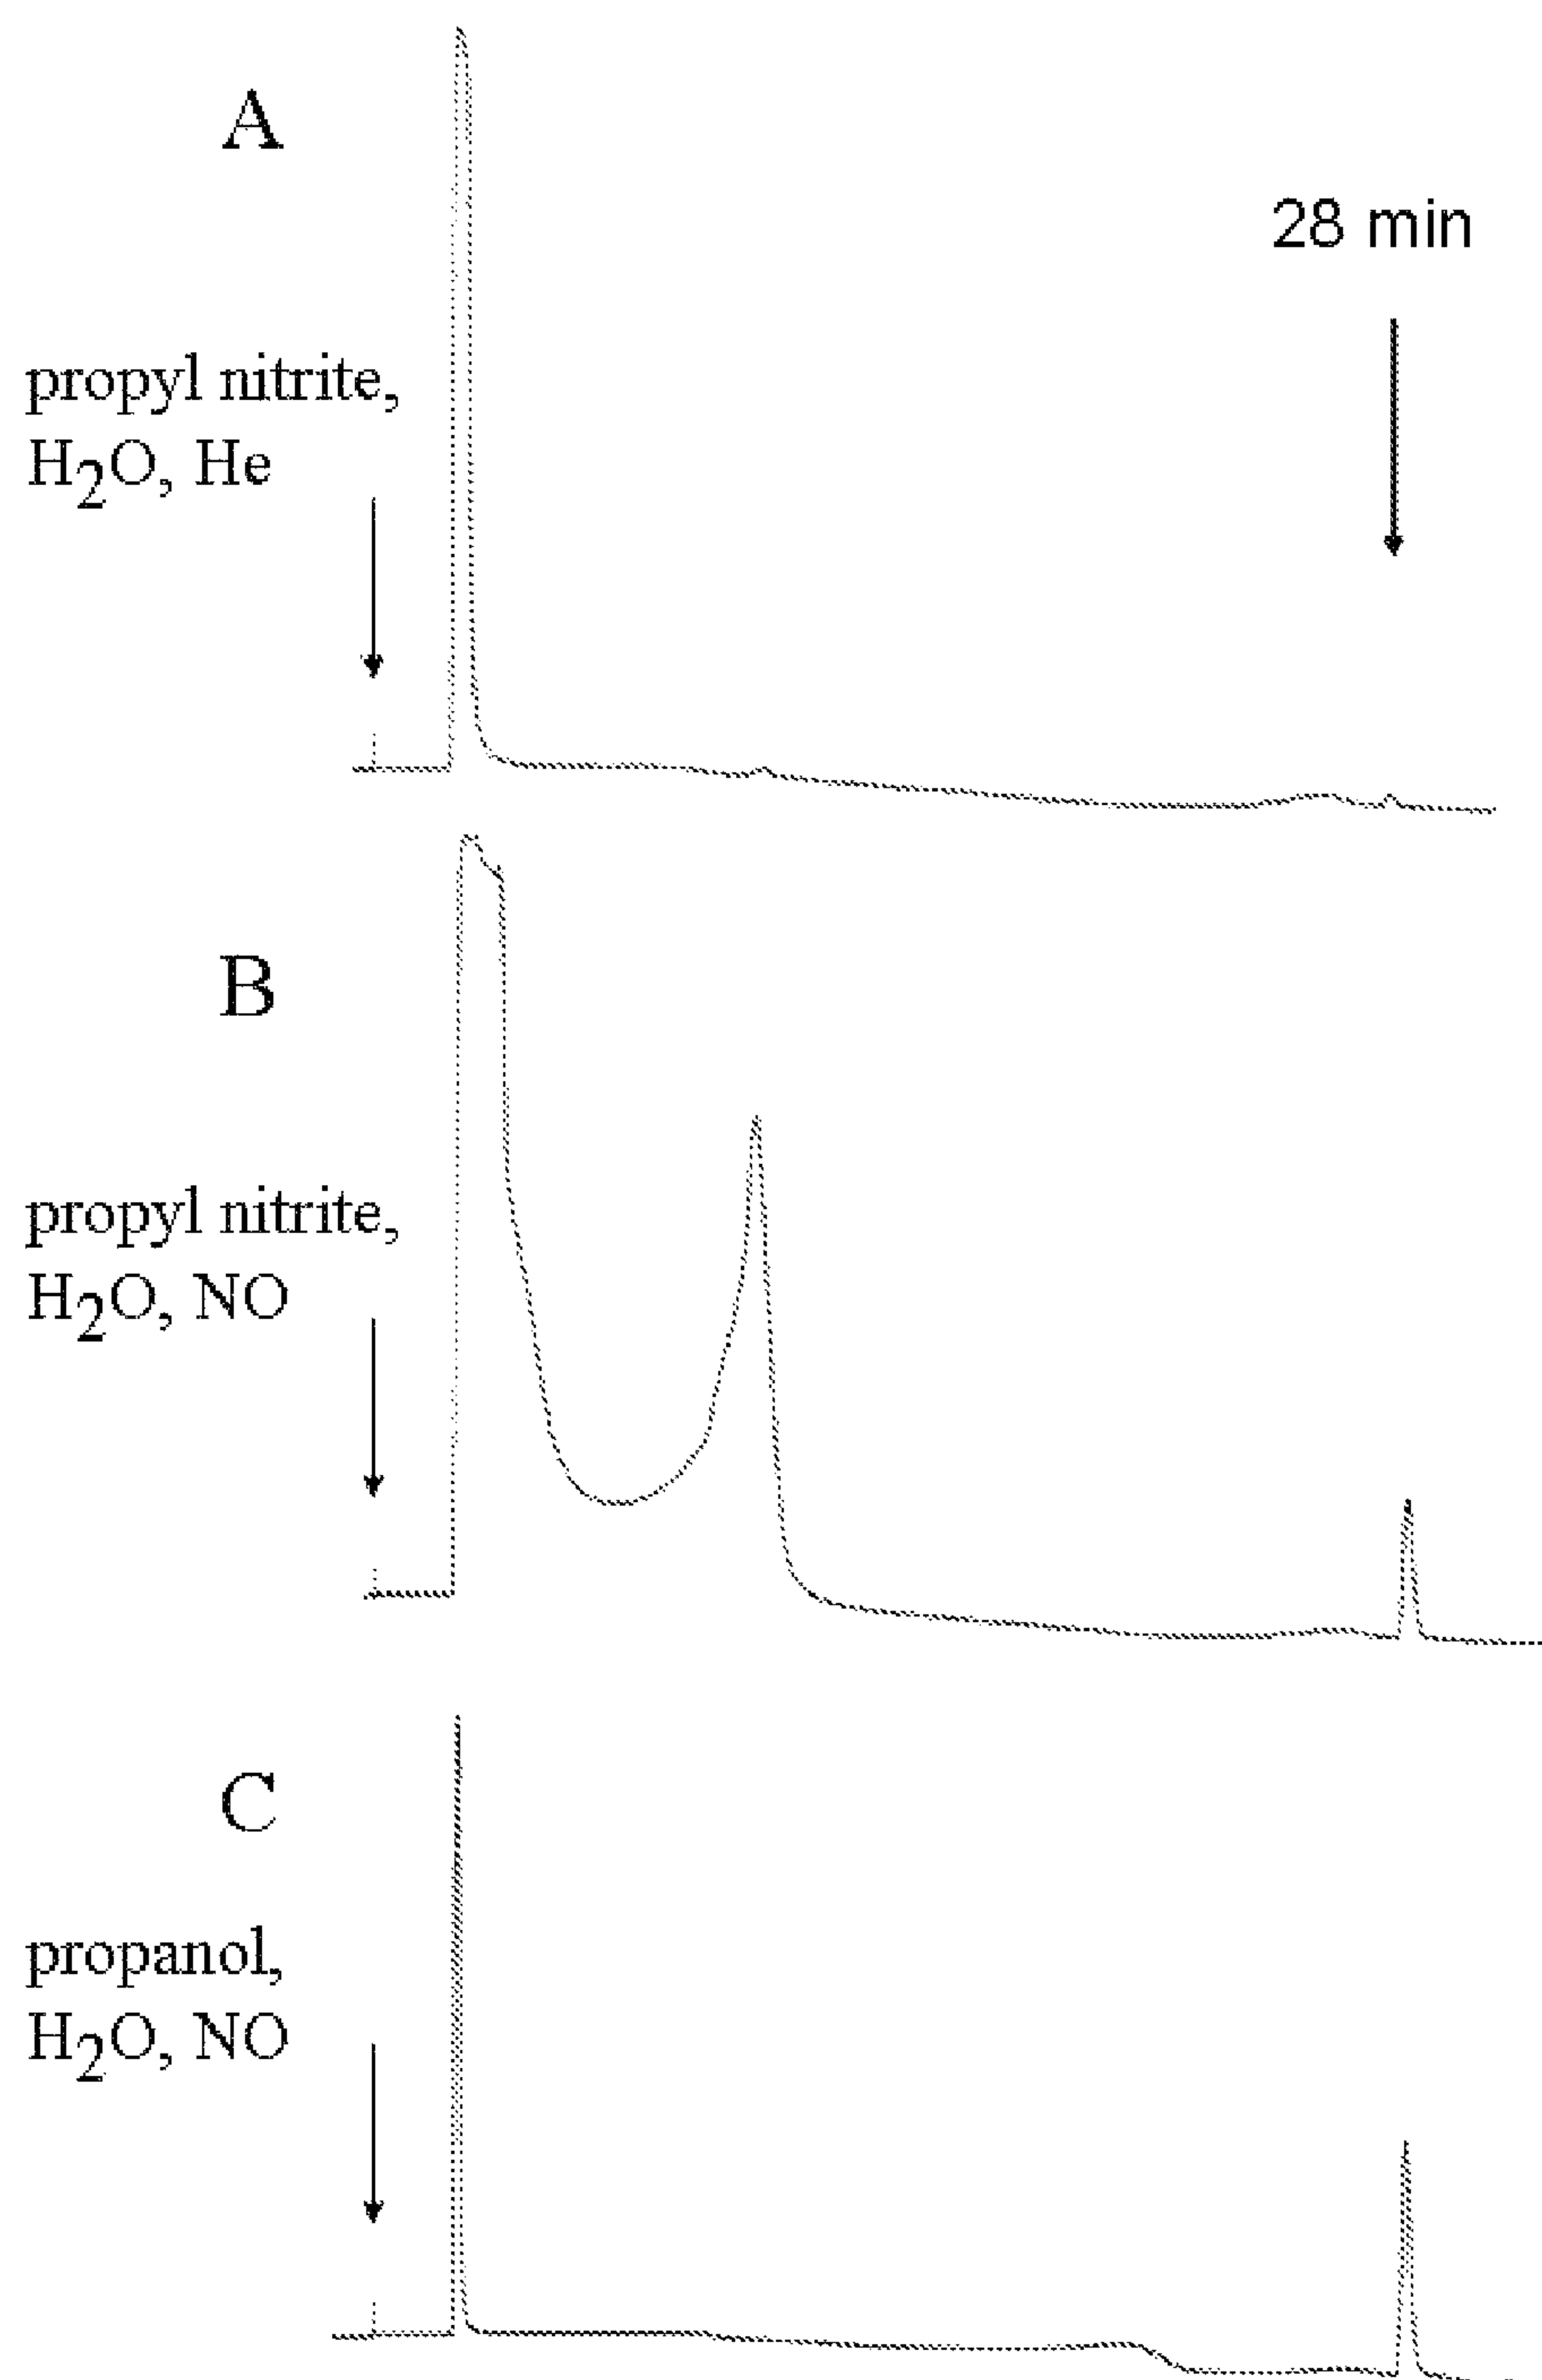 A
28 min
propyl nitrite,
H₂O, He
B
propyl nitrite,
H₂O, NO
C
propanol,
H₂O, NO